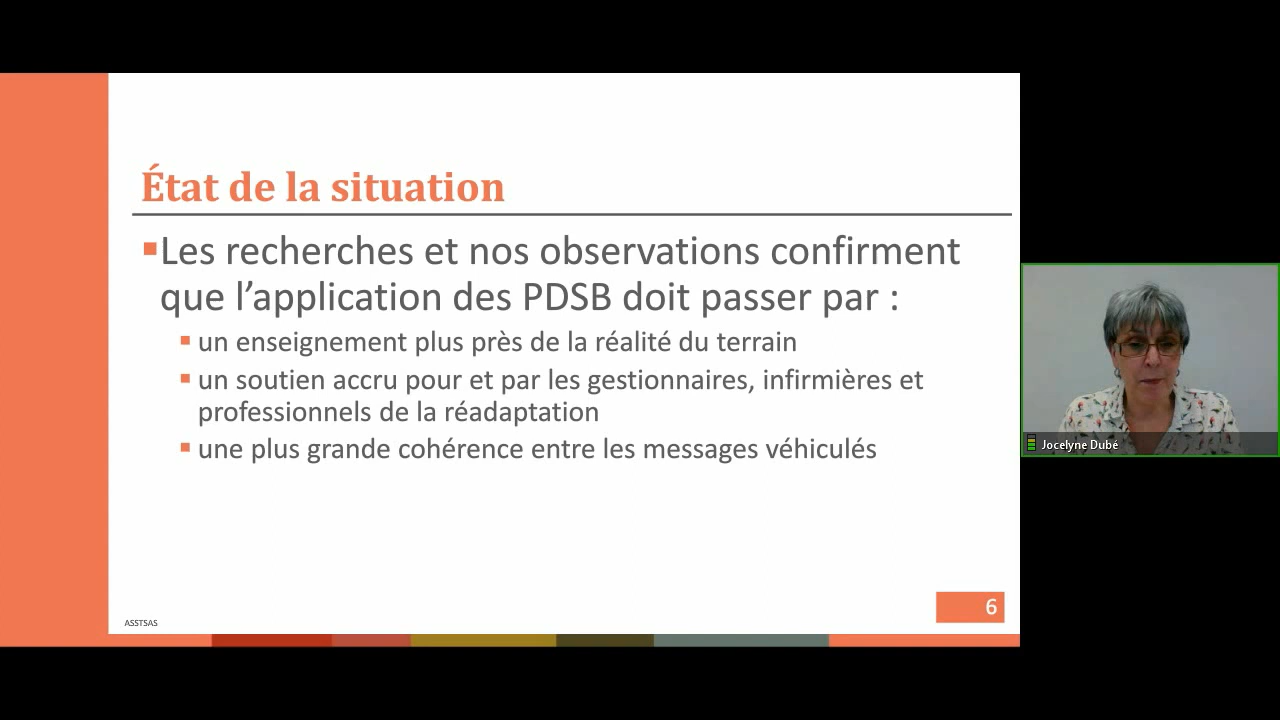 État de la situation
Les recherches et nos observations confirment
que l’application des PDSB doit passer par :
un enseignement plus près de la réalité du terrain
un soutien accru pour et par les gestionnaires, infirmières et
professionnels de la réadaptation
une plus grande cohérence entre les messages véhiculés
ASSTSAS
6
Jocelyne Dubé